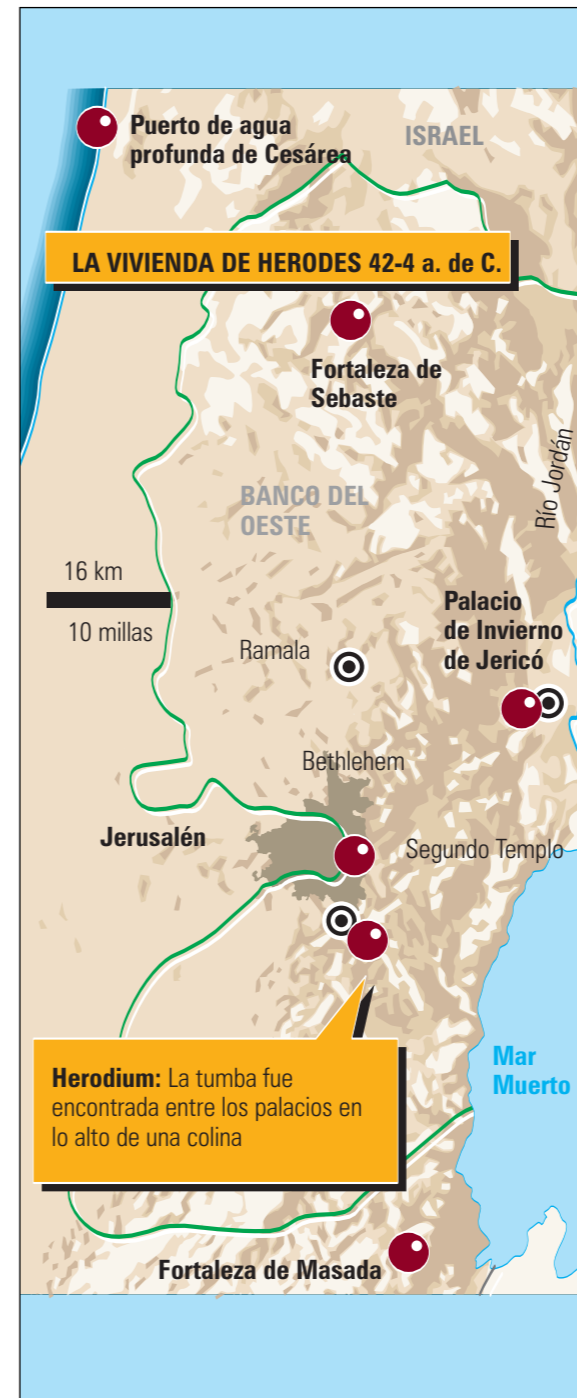 Puerto de agua
profunda de Cesárea
ISRAEL
LA VIVIENDA DE HERODES 42-4 a. de C.
Fortaleza de
Sebaste
Río Jordán
BANCO DEL
OESTE
16 km
10 millas
Palacio
de Invierno
de Jericó
Ramala
Bethlehem
Jerusalén
Segundo Templo
Herodium: La tumba fue
encontrada entre los palacios en
lo alto de una colina
Mar
Muerto
Fortaleza de Masada